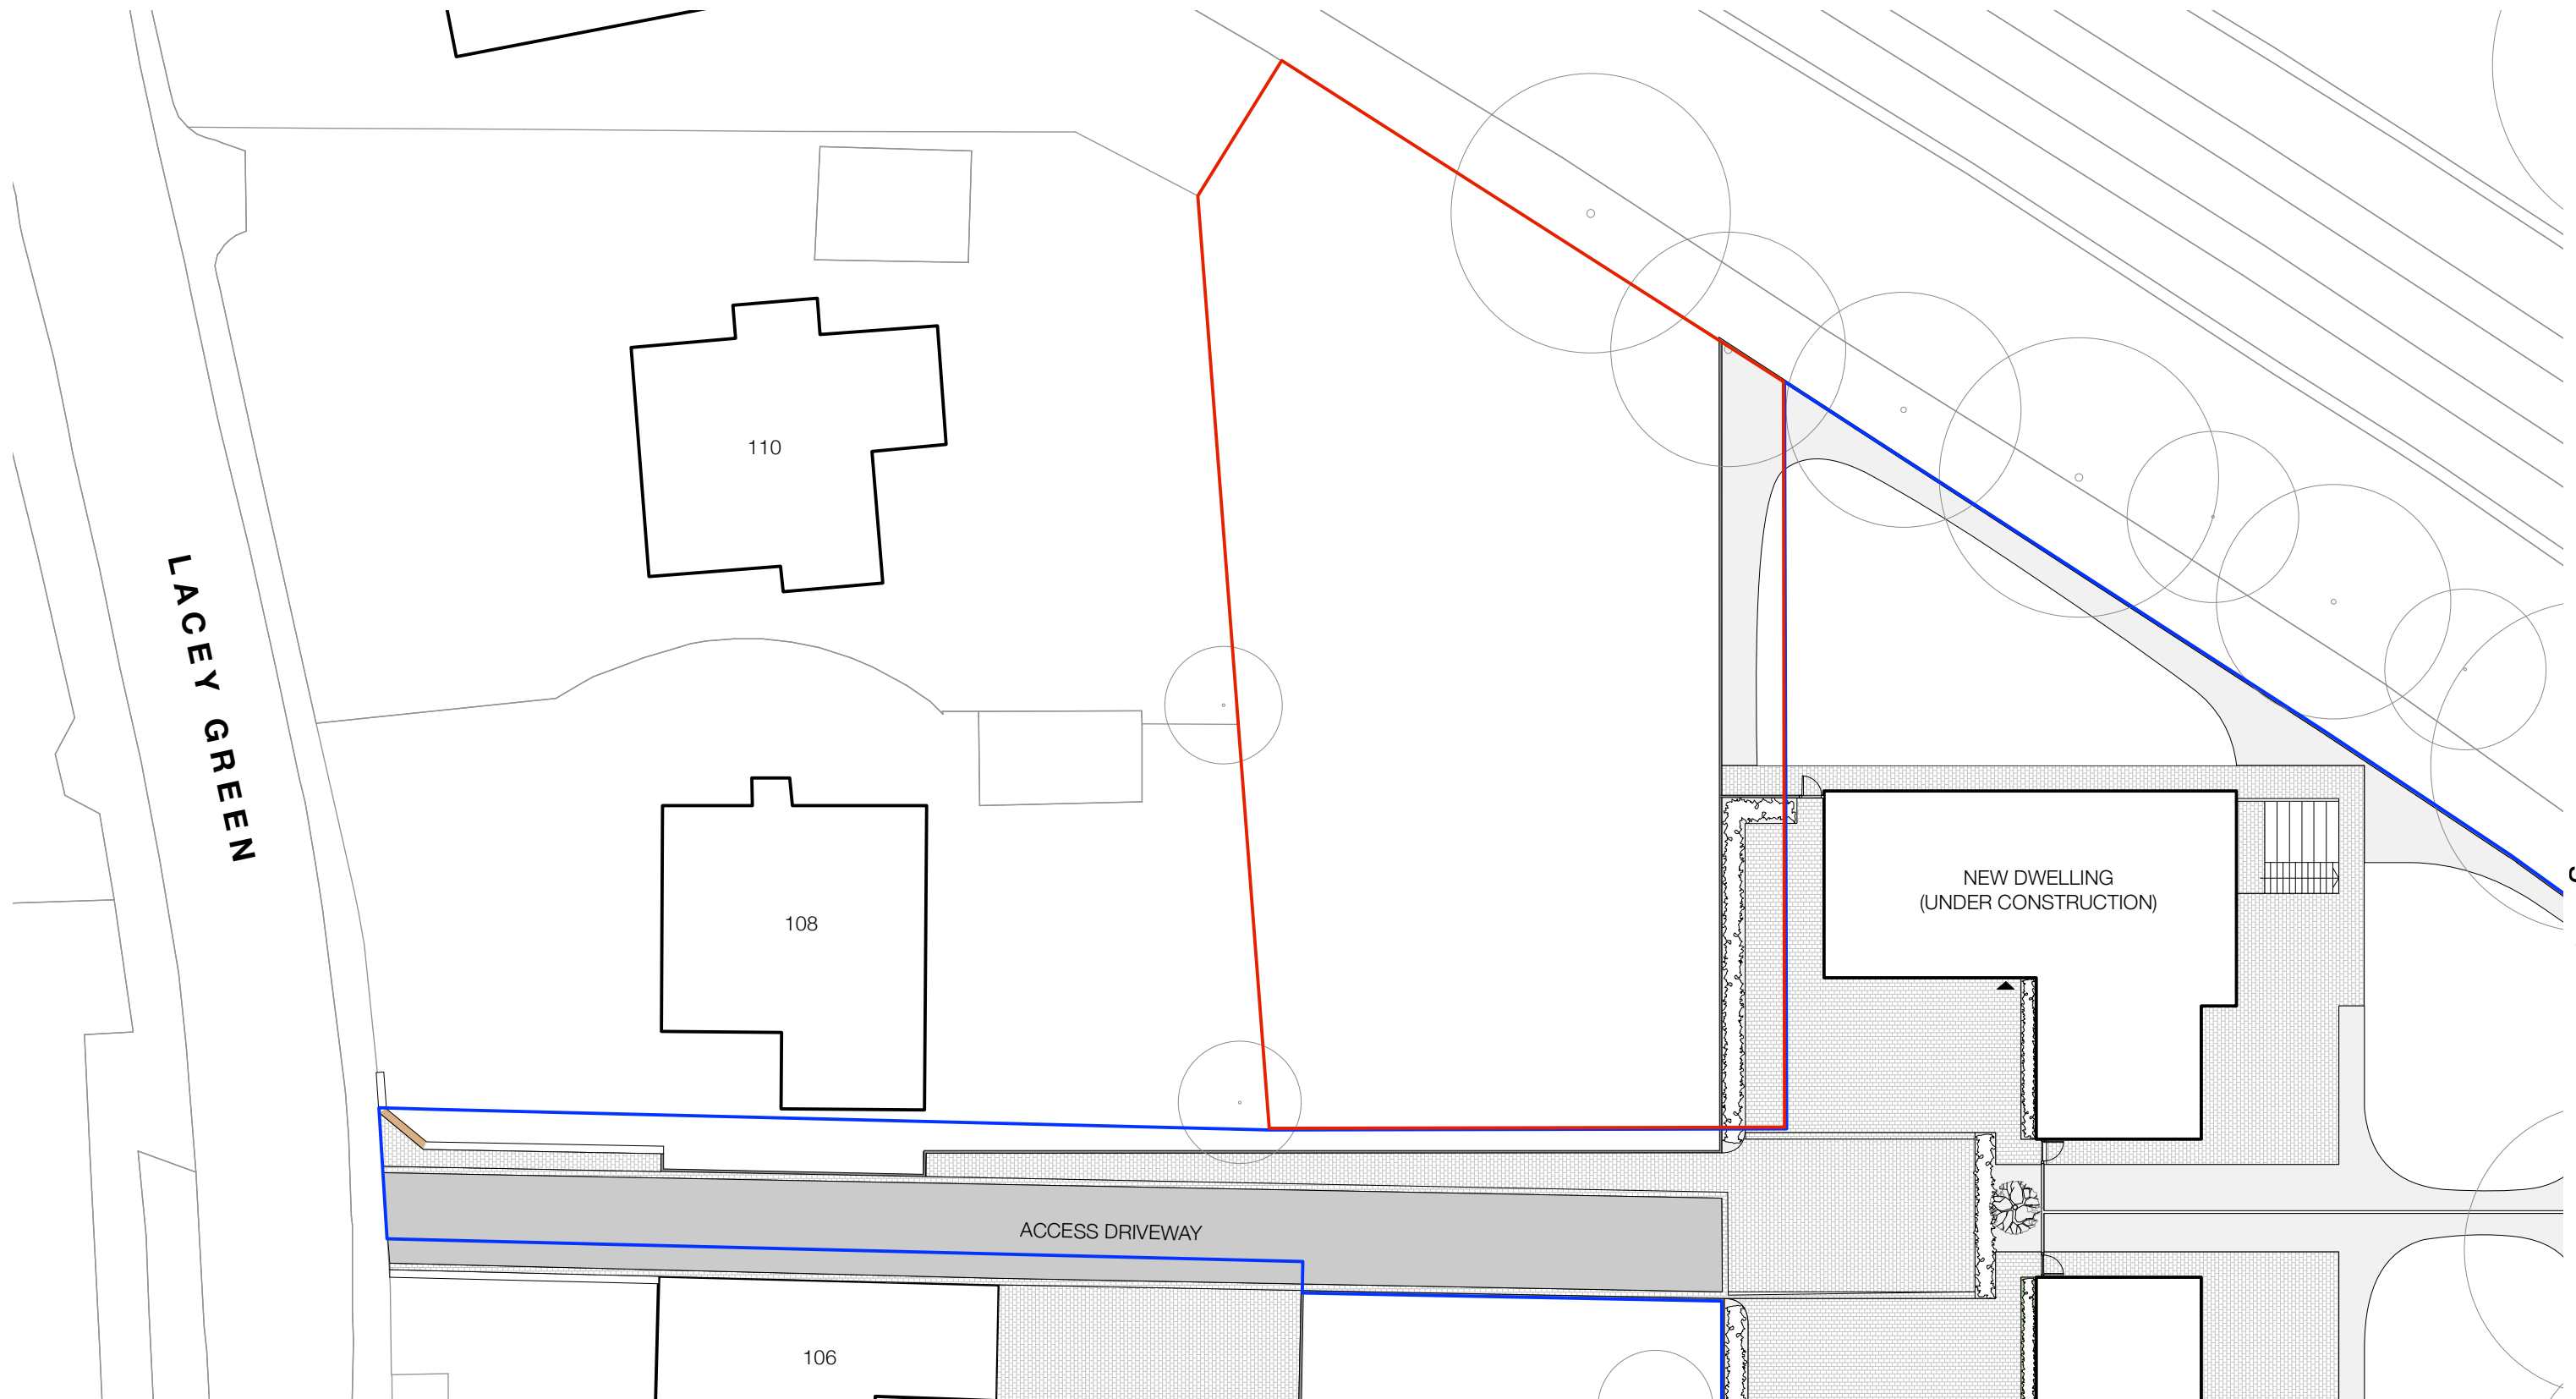 110
LACEY GREEN
108
NEW DWELLING
(UNDER CONSTRUCTION)
ACCESS DRIVEWAY
106